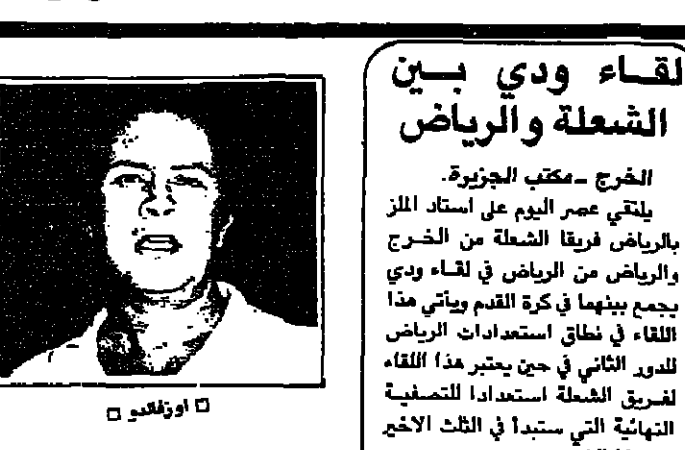 لقاء ودي بين
الشعلة والرياض
الخرج ـ مكتب الجزيرة.
يلتقي عصر اليوم على استاد الملز
بالرياض فريقا الشعلة من الخرج
والرياض من الرياض في لقاء ودي
يجمع بينهما في كرة القدم ويأتي هذا
اللقاء في نطاق استعدادات الرياض
للدور الثاني في حين يعتبر هذا اللقاء
لفريق الشعلة استعدادا للتصفية
النهائية التي ستبدأ في الثلث الاخير
□ اوزفالدو □